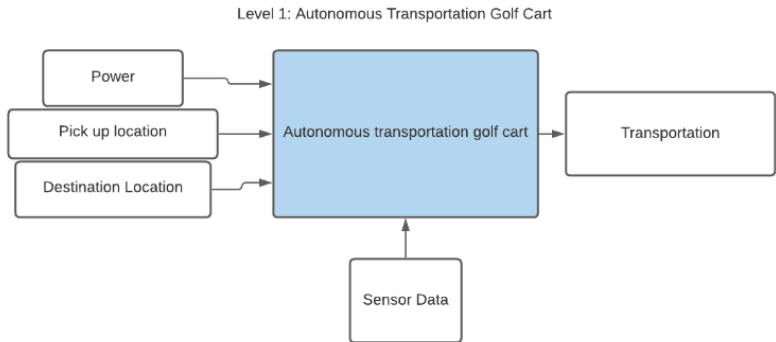 Level 1: Autonomous Transportation Golf Cart
Power
Pick up location
Destination Location
Autonomous transportation golf cart
Transportation
Sensor Data